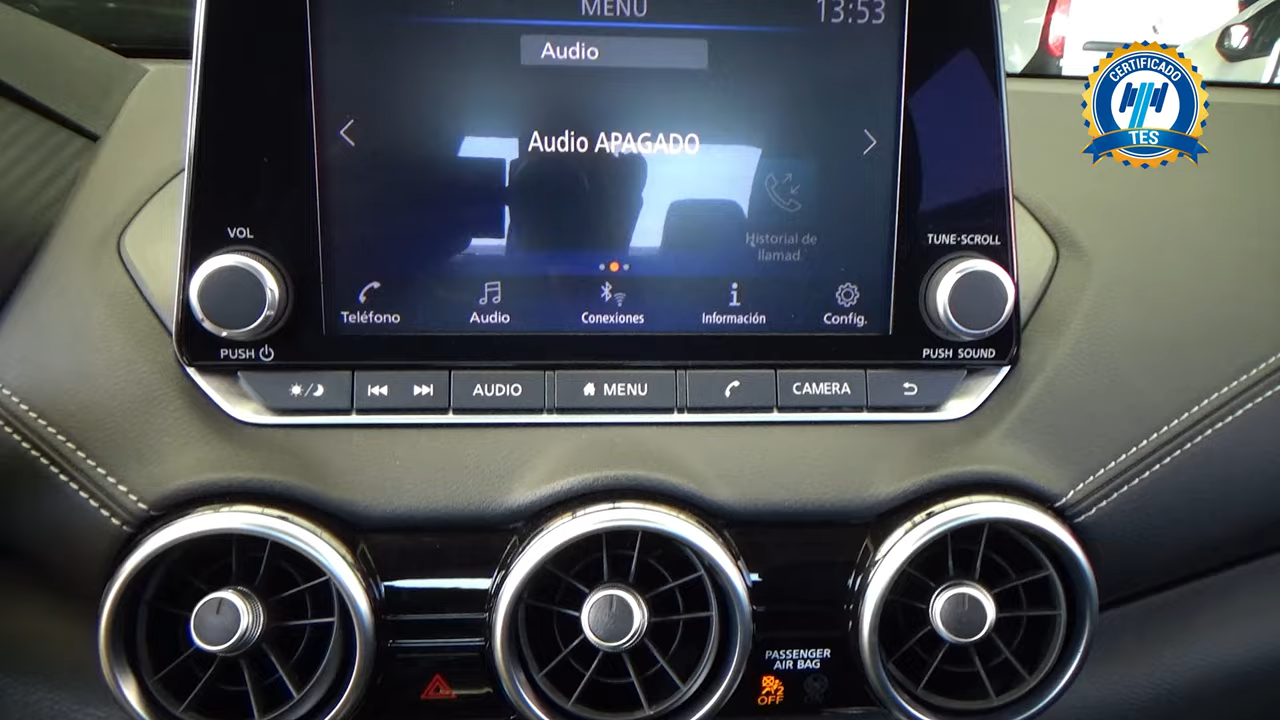 MENU
13:53
Audio
CERTIFICADO
TES
Audio APAGADO
Historial de
llamad
VOL
TUNE·SCROLL
Teléfono
Audio
Conexiones
Información
Config.
PUSH
PUSH SOUND
AUDIO
MENU
CAMERA
PASSENGER
AIR BAG
2
OFF